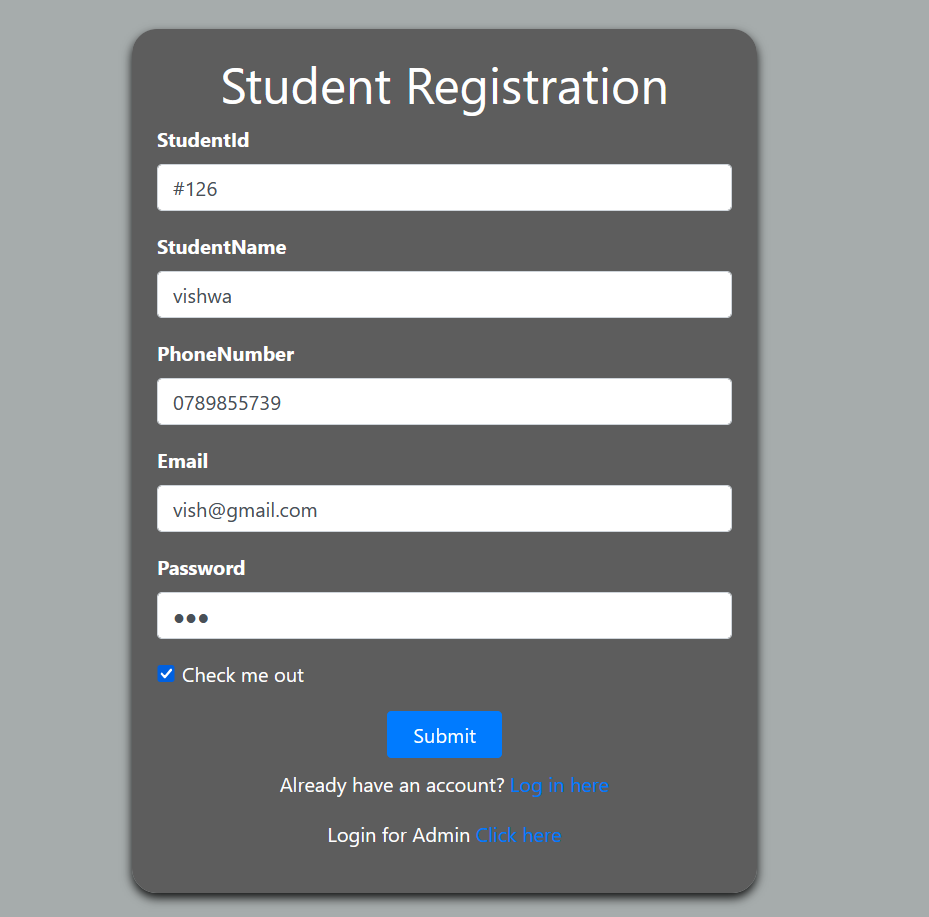 Student Registration
StudentId
#126
StudentName
vishwa
PhoneNumber
0789855739
Email
vish@gmail.com
Password
●●●
Check me out
Submit
Already have an account? Log in here
Login for Admin Click here